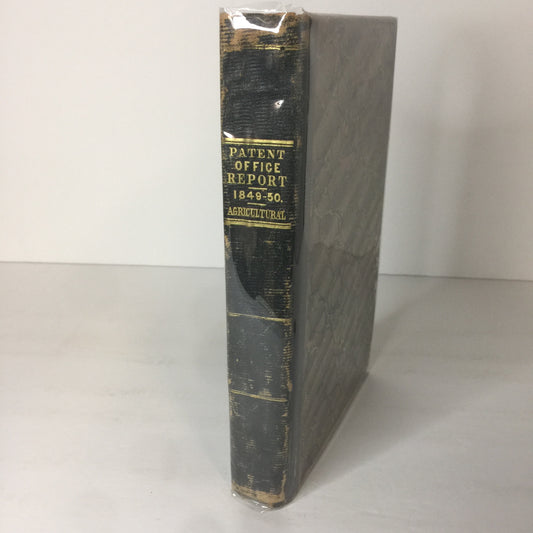 PATENT
OFFICE
REPORT
1849-50.
AGRICULTURAL